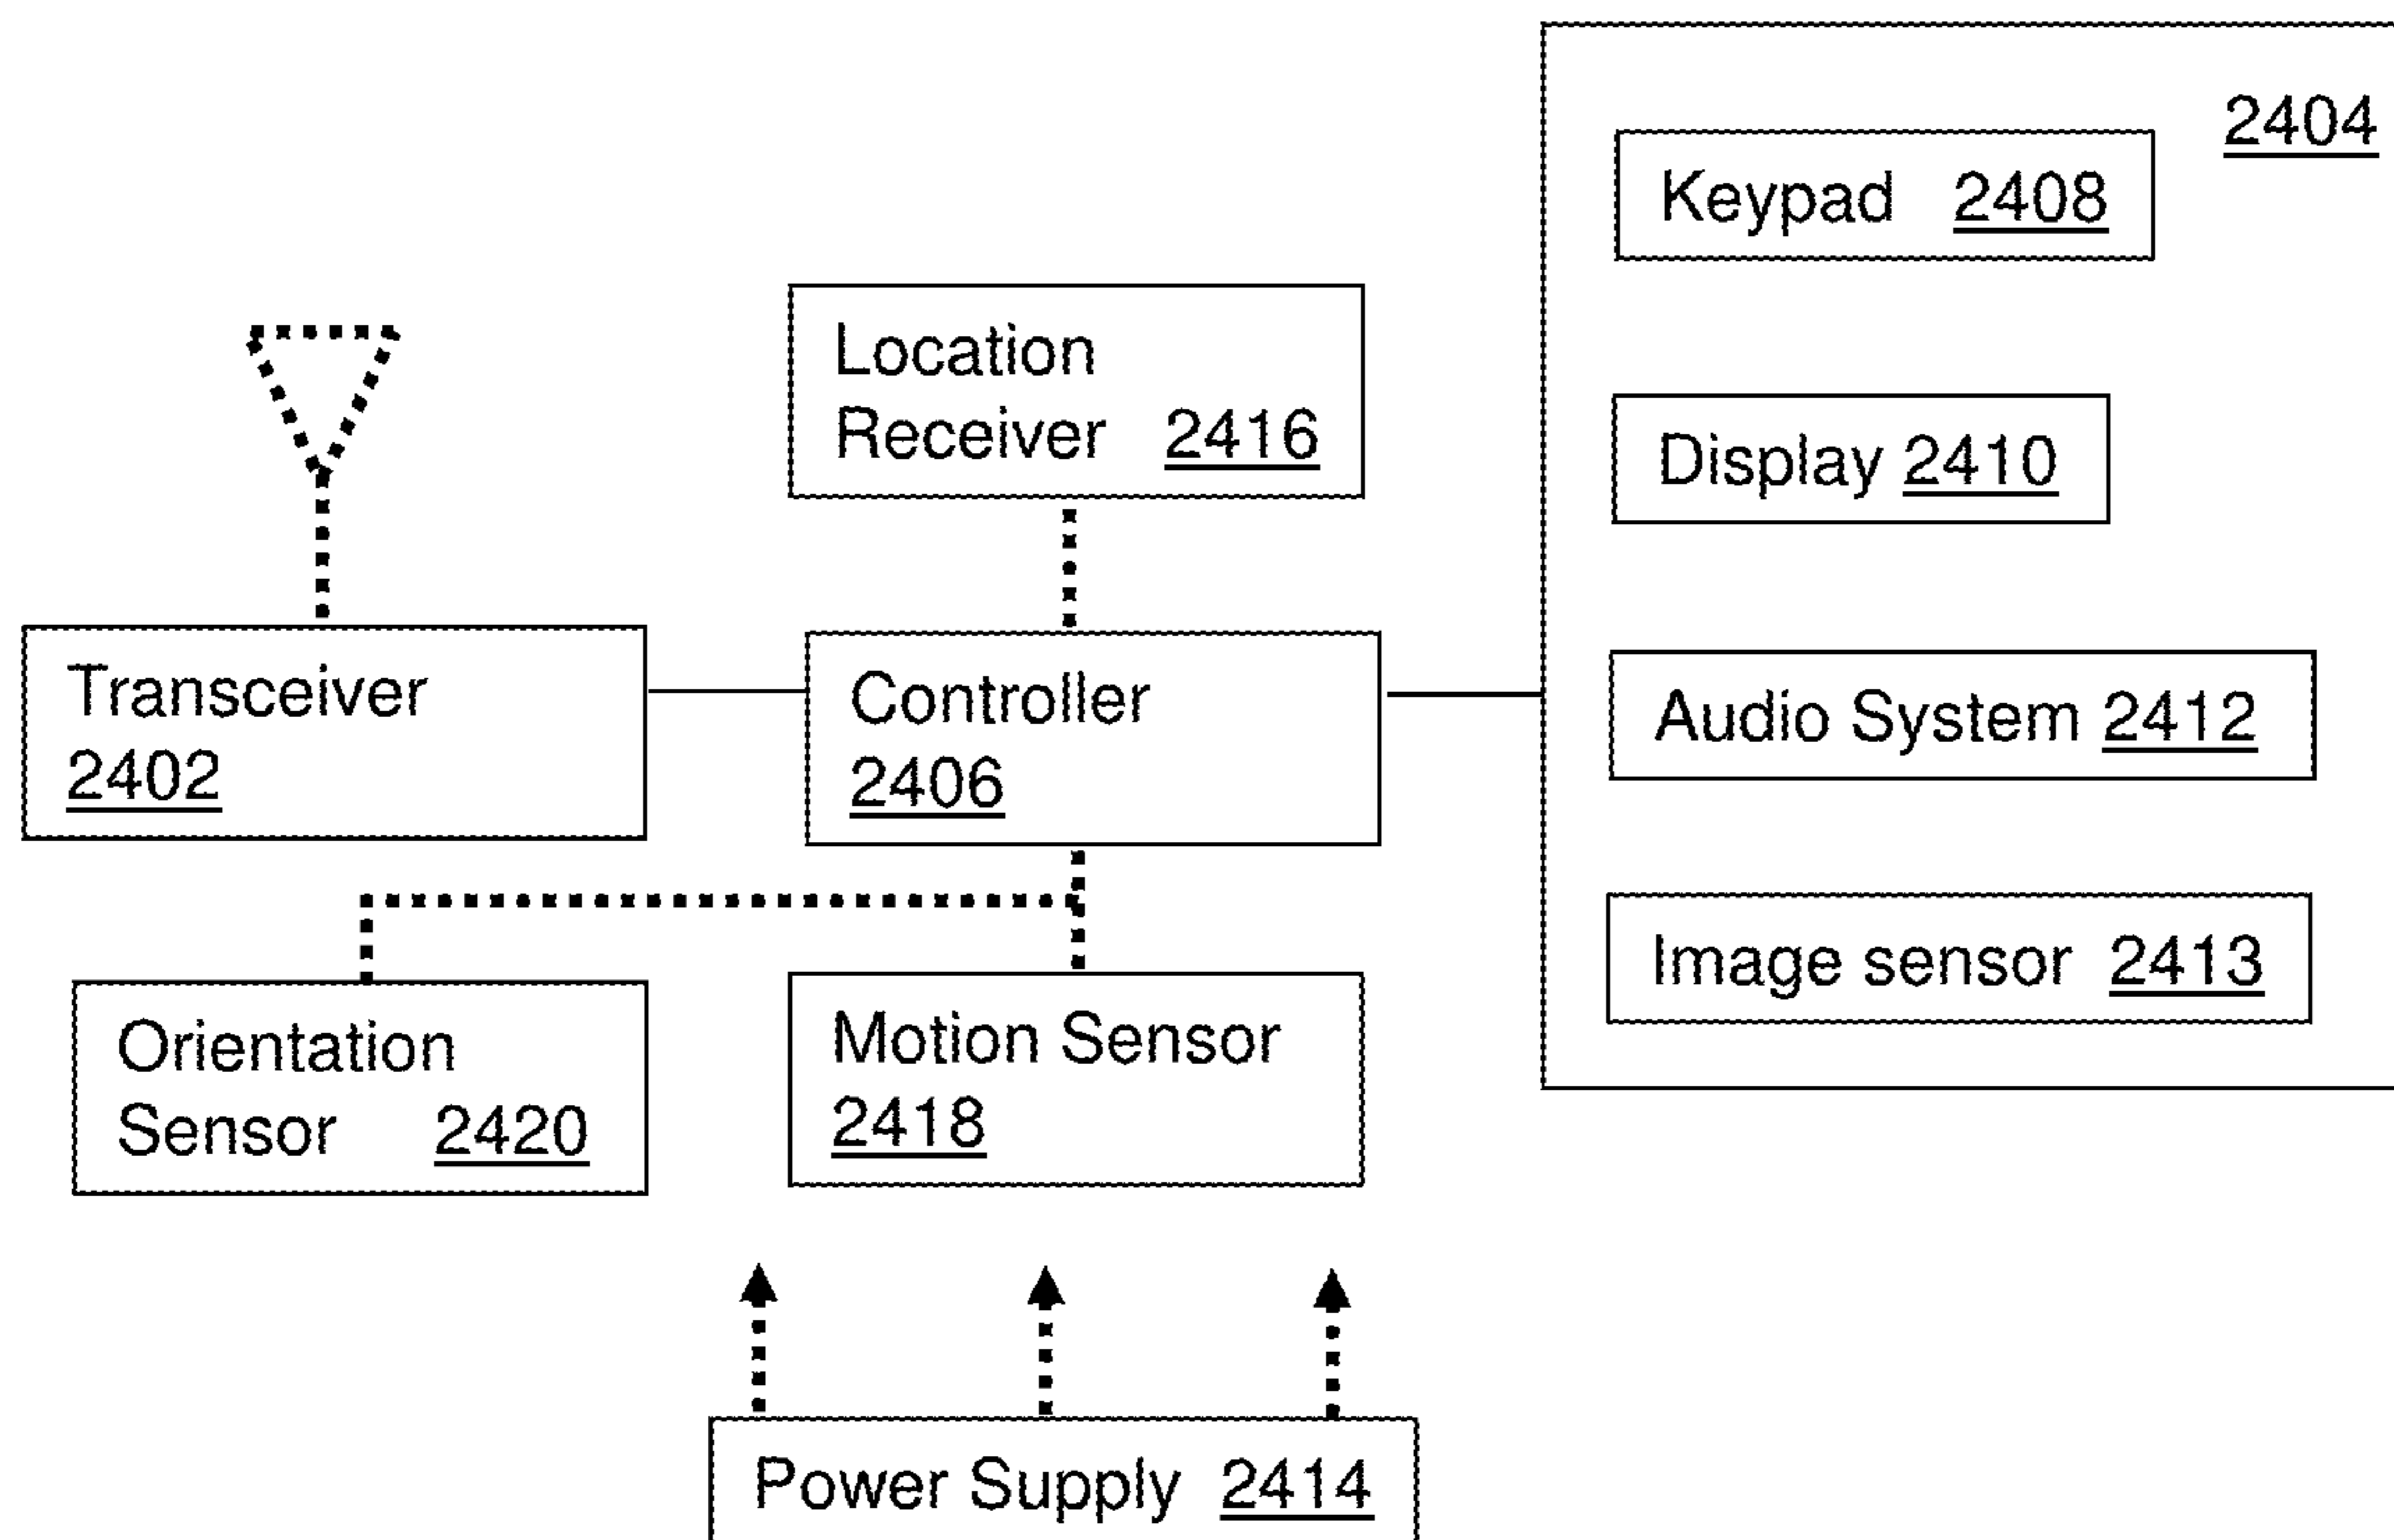 2404
Keypad 2408
Location
Receiver 2416
Display 2410
Transceiver
2402
Controller
2406
Audio System 2412
Image sensor 2413
Orientation
Sensor 2420
Motion Sensor
2418
Power Supply 2414